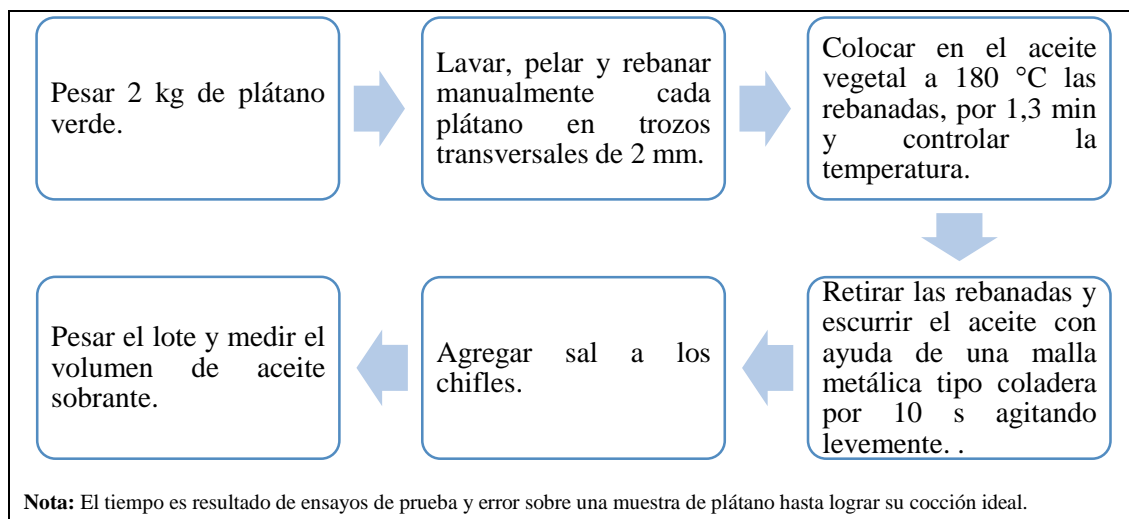 Pesar 2 kg de plátano
verde.
Lavar, pelar y rebanar
manualmente cada
plátano en trozos
transversales de 2 mm.
Colocar en el aceite
vegetal a 180 °C las
rebanadas, por 1,3 min
y controlar la
temperatura.
Retirar las rebanadas y
escurrir el aceite con
ayuda de una malla
metálica tipo coladera
por 10 s agitando
levemente. .
Agregar sal a los
chifles.
Pesar el lote y medir el
volumen de aceite
sobrante.
Nota: El tiempo es resultado de ensayos de prueba y error sobre una muestra de plátano hasta lograr su cocción ideal.